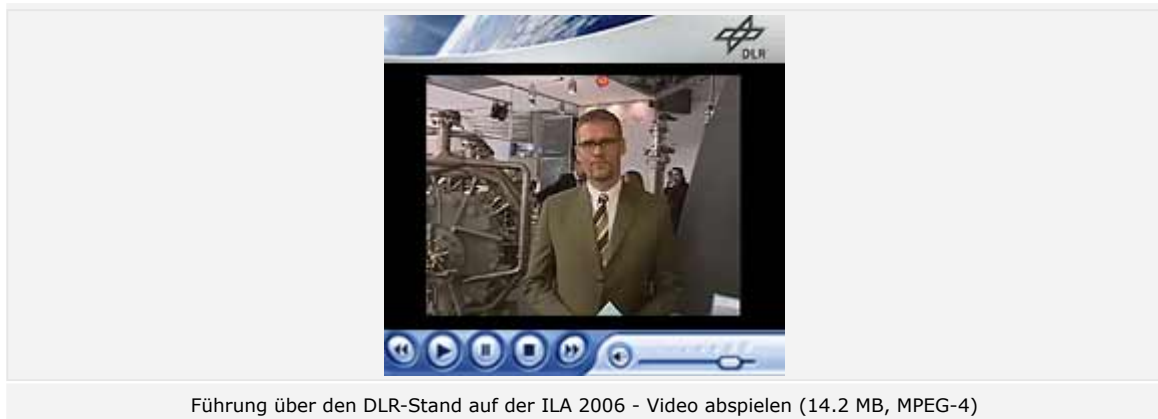 DLR
Führung über den DLR-Stand auf der ILA 2006 - Video abspielen (14.2 MB, MPEG-4)